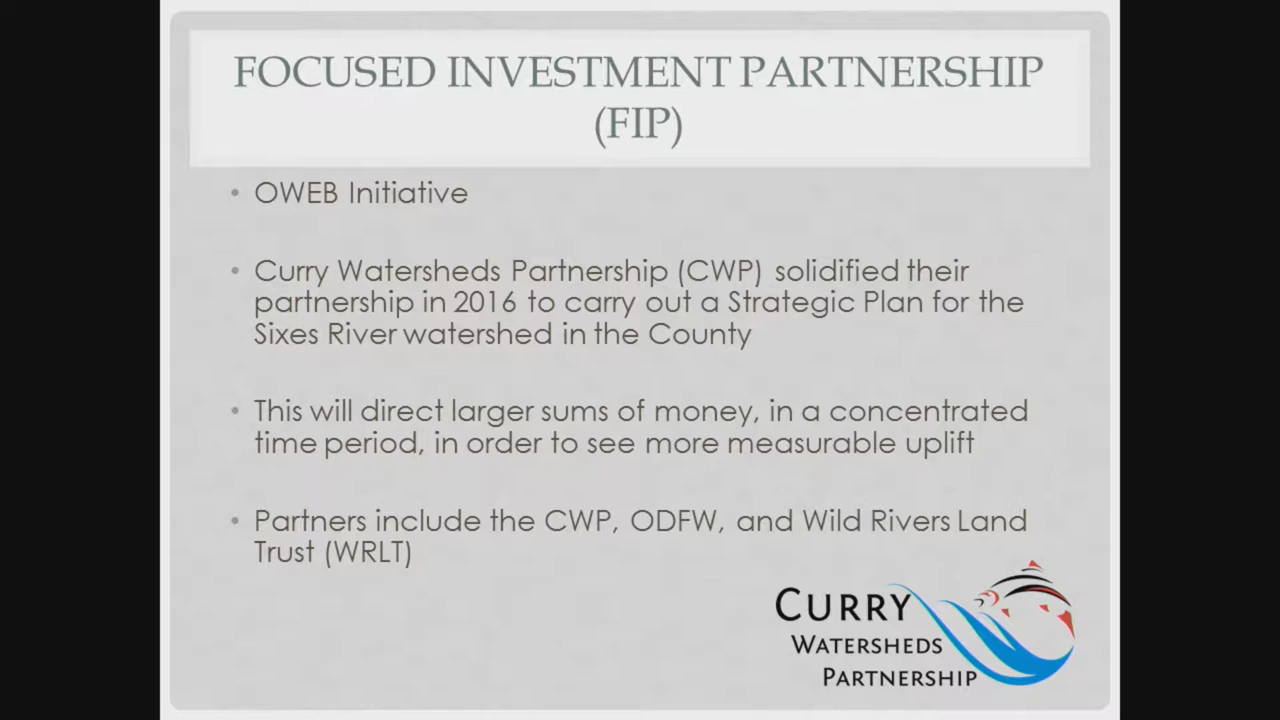 FOCUSED INVESTMENT PARTNERSHIP
(FIP)
• OWEB Initiative
• Curry Watersheds Partnership (CWP) solidified their
partnership in 2016 to carry out a Strategic Plan for the
Sixes River watershed in the County
• This will direct larger sums of money, in a concentrated
time period, in order to see more measurable uplift
• Partners include the CWP, ODFW, and Wild Rivers Land
Trust (WRLT)
CURRY
WATERSHEDS
PARTNERSHIP